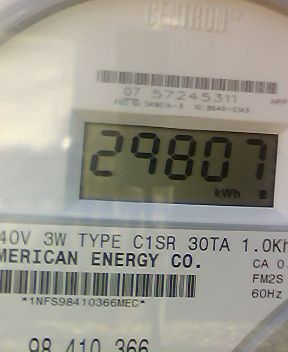 CENTRON®
07 57245311
29807
kWh
40V 3W TYPE C1SR 30TA 1.0Kh
MERICAN ENERGY CO.
CA 0.
FM2S
*1NFS98410366MEC*
60Hz
98 410 366